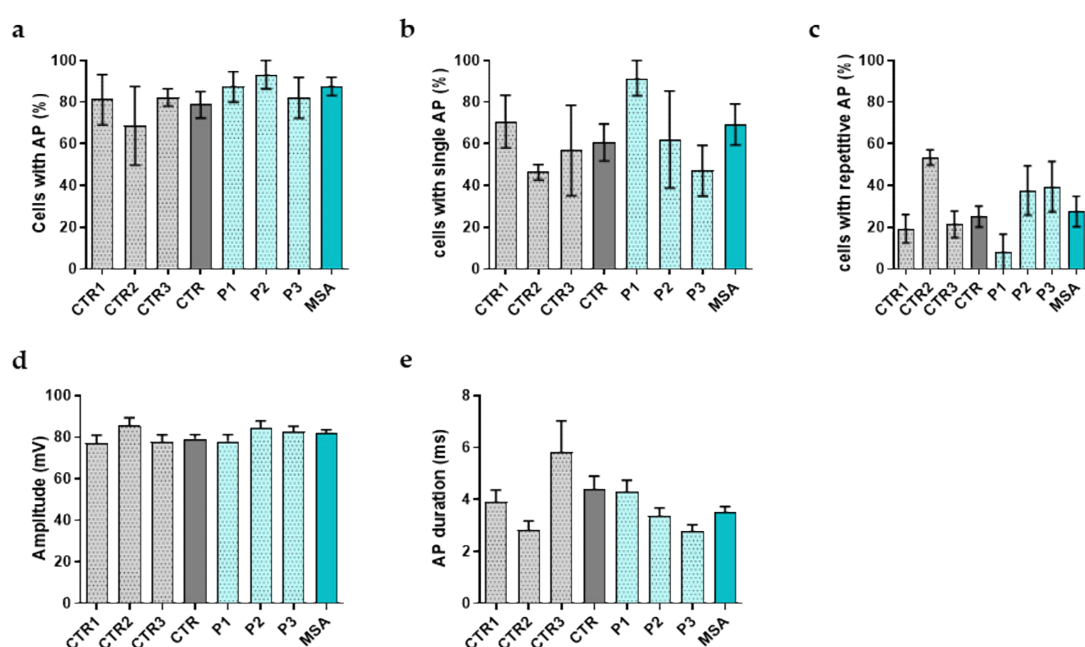 a
Cells with AP (%)
100
80
60
40
20
0
CTR1 CTR2 CTR3 CTR P1 P2 P3 MSA
b
cells with single AP (%)
100
80
60
40
20
0
CTR1 CTR2 CTR3 CTR P1 P2 P3 MSA
c
cells with repetitive AP (%)
100
80
60
40
20
0
CTR1 CTR2 CTR3 CTR P1 P2 P3 MSA
d
Amplitude (mV)
100
80
60
40
20
0
CTR1 CTR2 CTR3 CTR P1 P2 P3 MSA
e
AP duration (ms)
8
6
4
2
0
CTR1 CTR2 CTR3 CTR P1 P2 P3 MSA